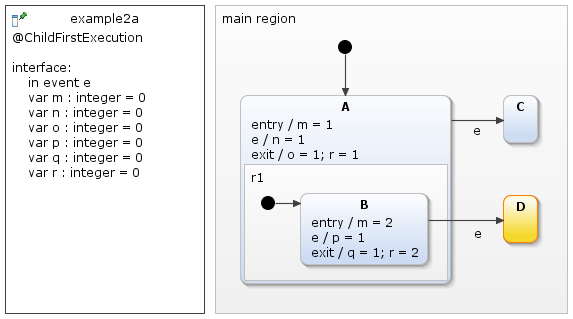 example2a
@ChildFirstExecution
interface:
in event e
var m : integer = 0
var n : integer = 0
var o : integer = 0
var p : integer = 0
var q : integer = 0
var r : integer = 0
main region
A
entry / m = 1
e / n = 1
exit / o = 1; r = 1
r1
B
entry / m = 2
e / p = 1
exit / q = 1; r = 2
C
e
D
e